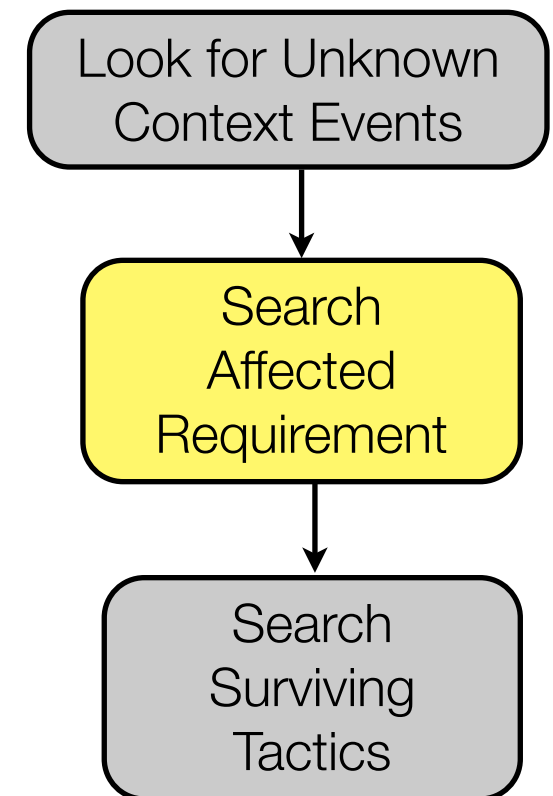 Look for Unknown
Context Events
Search
Affected
Requirement
Search
Surviving
Tactics